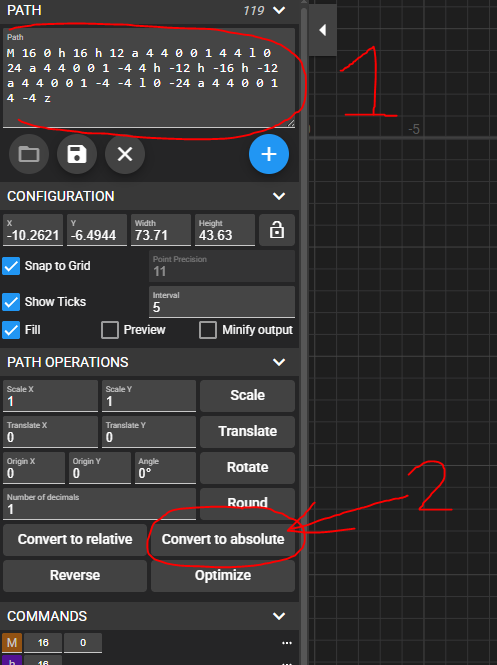 PATH 119
Path
M 16 0 h 16 h 12 a 4 4 0 0 1 4 4 l 0
24 a 4 4 0 0 1 -4 4 h -12 h -16 h -12
a 4 4 0 0 1 -4 -4 l 0 -24 a 4 4 0 0 1
4 -4 z
1
-5
CONFIGURATION
X Y Width Height
-10.2621 -6.4944 73.71 43.63
Snap to Grid
Point Precision
11
Show Ticks
Interval
5
Fill Preview Minify output
PATH OPERATIONS
Scale X Scale Y
1 1 Scale
Translate X Translate Y
0 0 Translate
Origin X Origin Y Angle
0 0 0° Rotate
Number of decimals
1 Round
2
Convert to relative Convert to absolute
Reverse Optimize
COMMANDS
M 16 0 ...
h 16